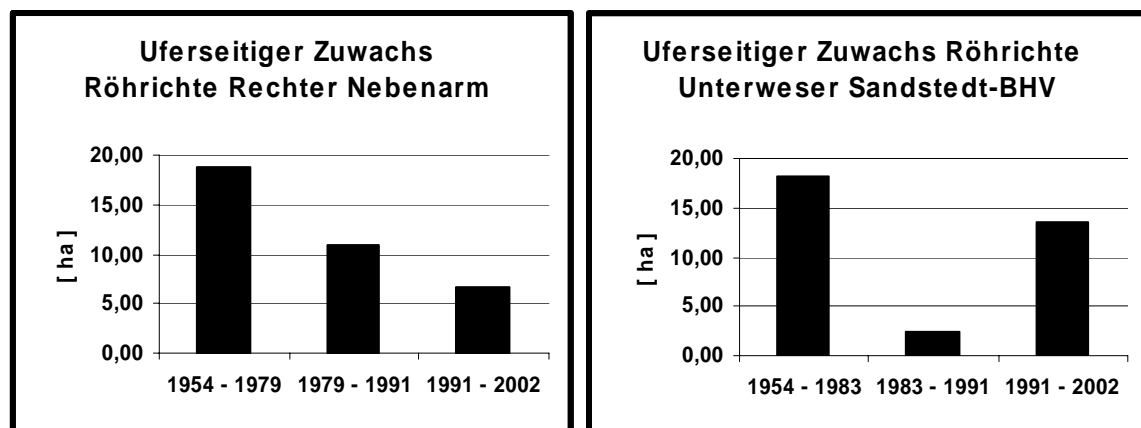 Uferseitiger Zuwachs
Röhrichte Rechter Nebenarm
[ ha ]
20,00
15,00
10,00
5,00
0,00
1954 - 1979 1979 - 1991 1991 - 2002
Uferseitiger Zuwachs Röhrichte
Unterweser Sandstedt-BHV
[ ha ]
20,00
15,00
10,00
5,00
0,00
1954 - 1983 1983 - 1991 1991 - 2002